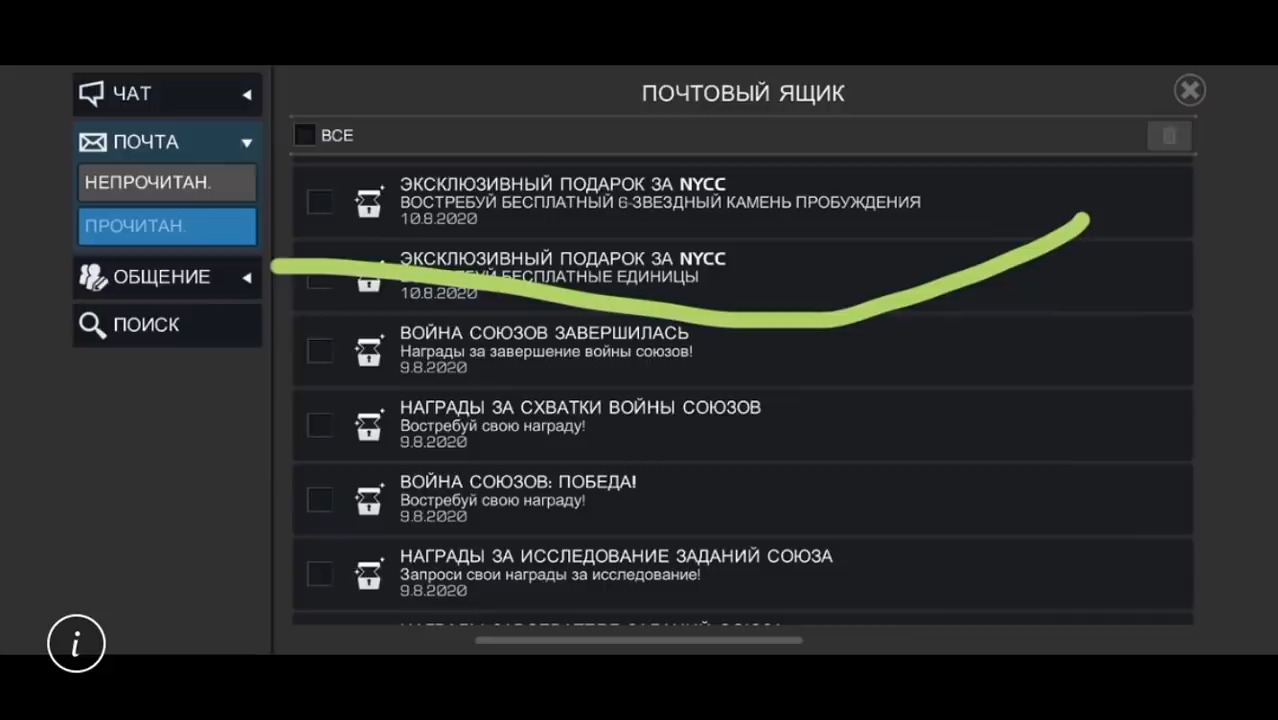 ЧАТ
ПОЧТА
НЕПРОЧИТАН.
ПРОЧИТАН.
ОБЩЕНИЕ
ПОИСК
ПОЧТОВЫЙ ЯЩИК
ВСЕ
ЭКСКЛЮЗИВНЫЙ ПОДАРОК ЗА NYCC
ВОСТРЕБУЙ БЕСПЛАТНЫЙ 6-ЗВЕЗДНЫЙ КАМЕНЬ ПРОБУЖДЕНИЯ
10.8.2020
ЭКСКЛЮЗИВНЫЙ ПОДАРОК ЗА NYCC
БЕСПЛАТНЫЕ ЕДИНИЦЫ
10.8.2020
ВОЙНА СОЮЗОВ ЗАВЕРШИЛАСЬ
Награды за завершение войны союзов!
9.8.2020
НАГРАДЫ ЗА СХВАТКИ ВОЙНЫ СОЮЗОВ
Востребуй свою награду!
9.8.2020
ВОЙНА СОЮЗОВ: ПОБЕДА!
Востребуй свою награду!
9.8.2020
НАГРАДЫ ЗА ИССЛЕДОВАНИЕ ЗАДАНИЙ СОЮЗА
Запроси свои награды за исследование!
9.8.2020
i